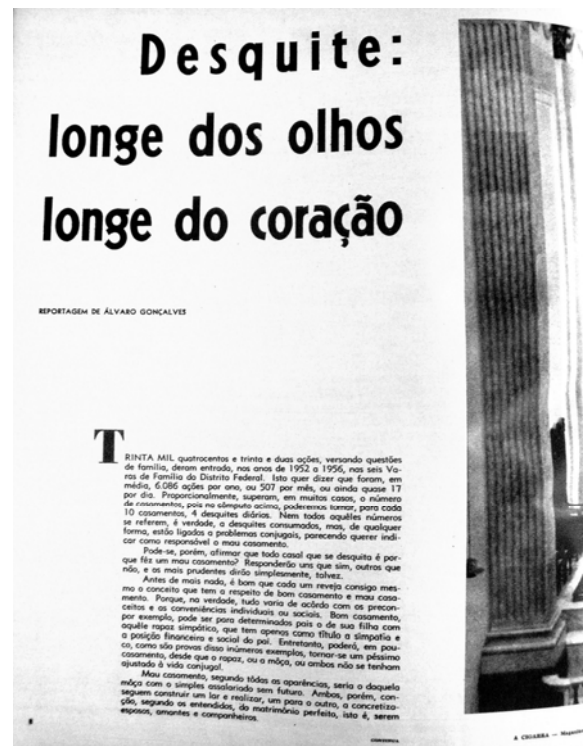 Desquite:
longe dos olhos
longe do coração
REPORTAGEM DE ÁLVARO GONÇALVES
TRINTA MIL quatrocentos e trinta e duas ações, versando questões
de família, deram entrada, nos anos de 1952 a 1956, nas seis Va-
ras de Família do Distrito Federal. Isto quer dizer que foram, em
média, 6.086 ações por ano, ou 507 por mês, ou ainda quase 17
por dia. Proporcionalmente, superam, em muitos casos, o número
de casamentos, pois no cômputo acima, poderemos tomar, para cada
10 casamentos, 4 desquites diários. Nem todos aquêles números
se referem, é verdade, a desquites consumados, mas, de qualquer
forma, estão ligados a problemas conjugais, parecendo querer indi-
car como responsável o mau casamento.
Pode-se, porém, afirmar que todo casal que se desquita é por-
que fêz um mau casamento? Responderão uns que sim, outros que
não, e os mais prudentes dirão simplesmente, talvez.
Antes de mais nada, é bom que cada um reveja consigo mes-
mo o conceito que tem a respeito de bom casamento e mau casa-
mento. Porque, na verdade, tudo varia de acôrdo com os precon-
ceitos e as conveniências individuais ou sociais. Bom casamento,
por exemplo, pode ser para determinados pais o de sua filha com
aquêle rapaz simpático, que tem apenas como título a simpatia e
a posição financeira e social do pai. Entretanto, poderá, em pou-
co, como são provas disso inúmeros exemplos, tornar-se um péssimo
casamento, desde que o rapaz, ou a môça, ou ambos não se tenham
ajustado à vida conjugal.
Mau casamento, segundo tôdas as aparências, seria o daquela
môça com o simples assalariado sem futuro. Ambos, porém, con-
seguem construir um lar e realizar, um para o outro, a concretiza-
ção, segundo os entendidos, do matrimônio perfeito, isto é, serem
esposos, amantes e companheiros.
8
A CIGARRA — Magazine